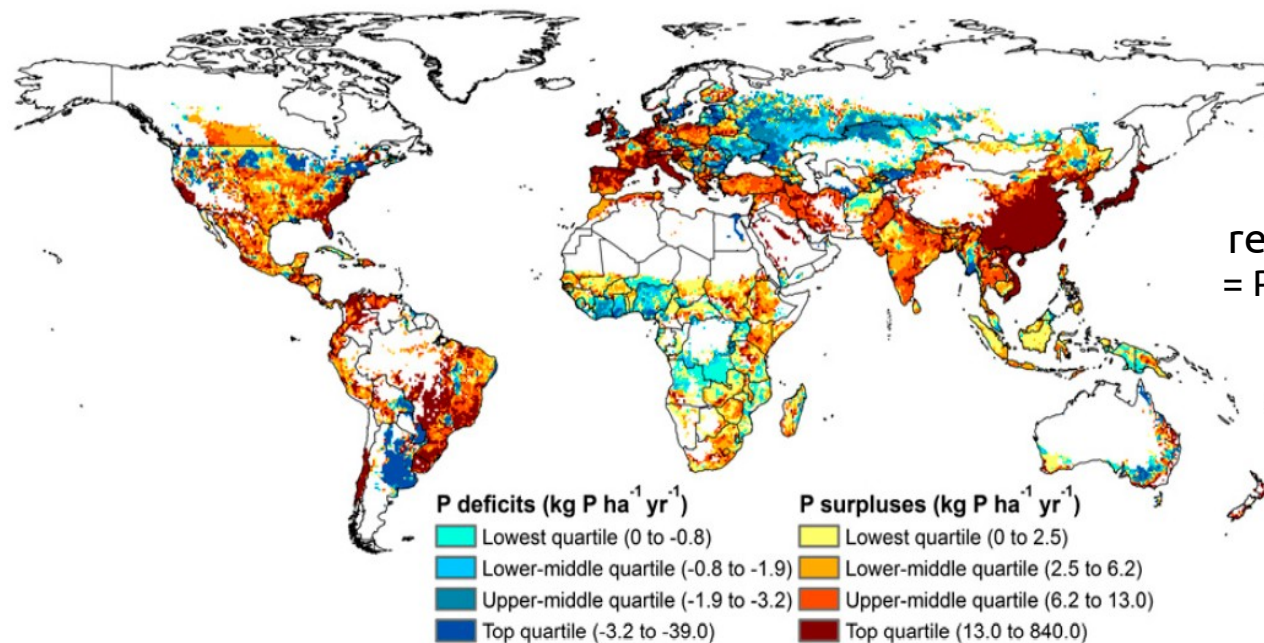 re
= P
P deficits (kg P ha⁻¹ yr⁻¹)
Lowest quartile (0 to -0.8)
Lower-middle quartile (-0.8 to -1.9)
Upper-middle quartile (-1.9 to -3.2)
Top quartile (-3.2 to -39.0)
P surpluses (kg P ha⁻¹ yr⁻¹)
Lowest quartile (0 to 2.5)
Lower-middle quartile (2.5 to 6.2)
Upper-middle quartile (6.2 to 13.0)
Top quartile (13.0 to 840.0)